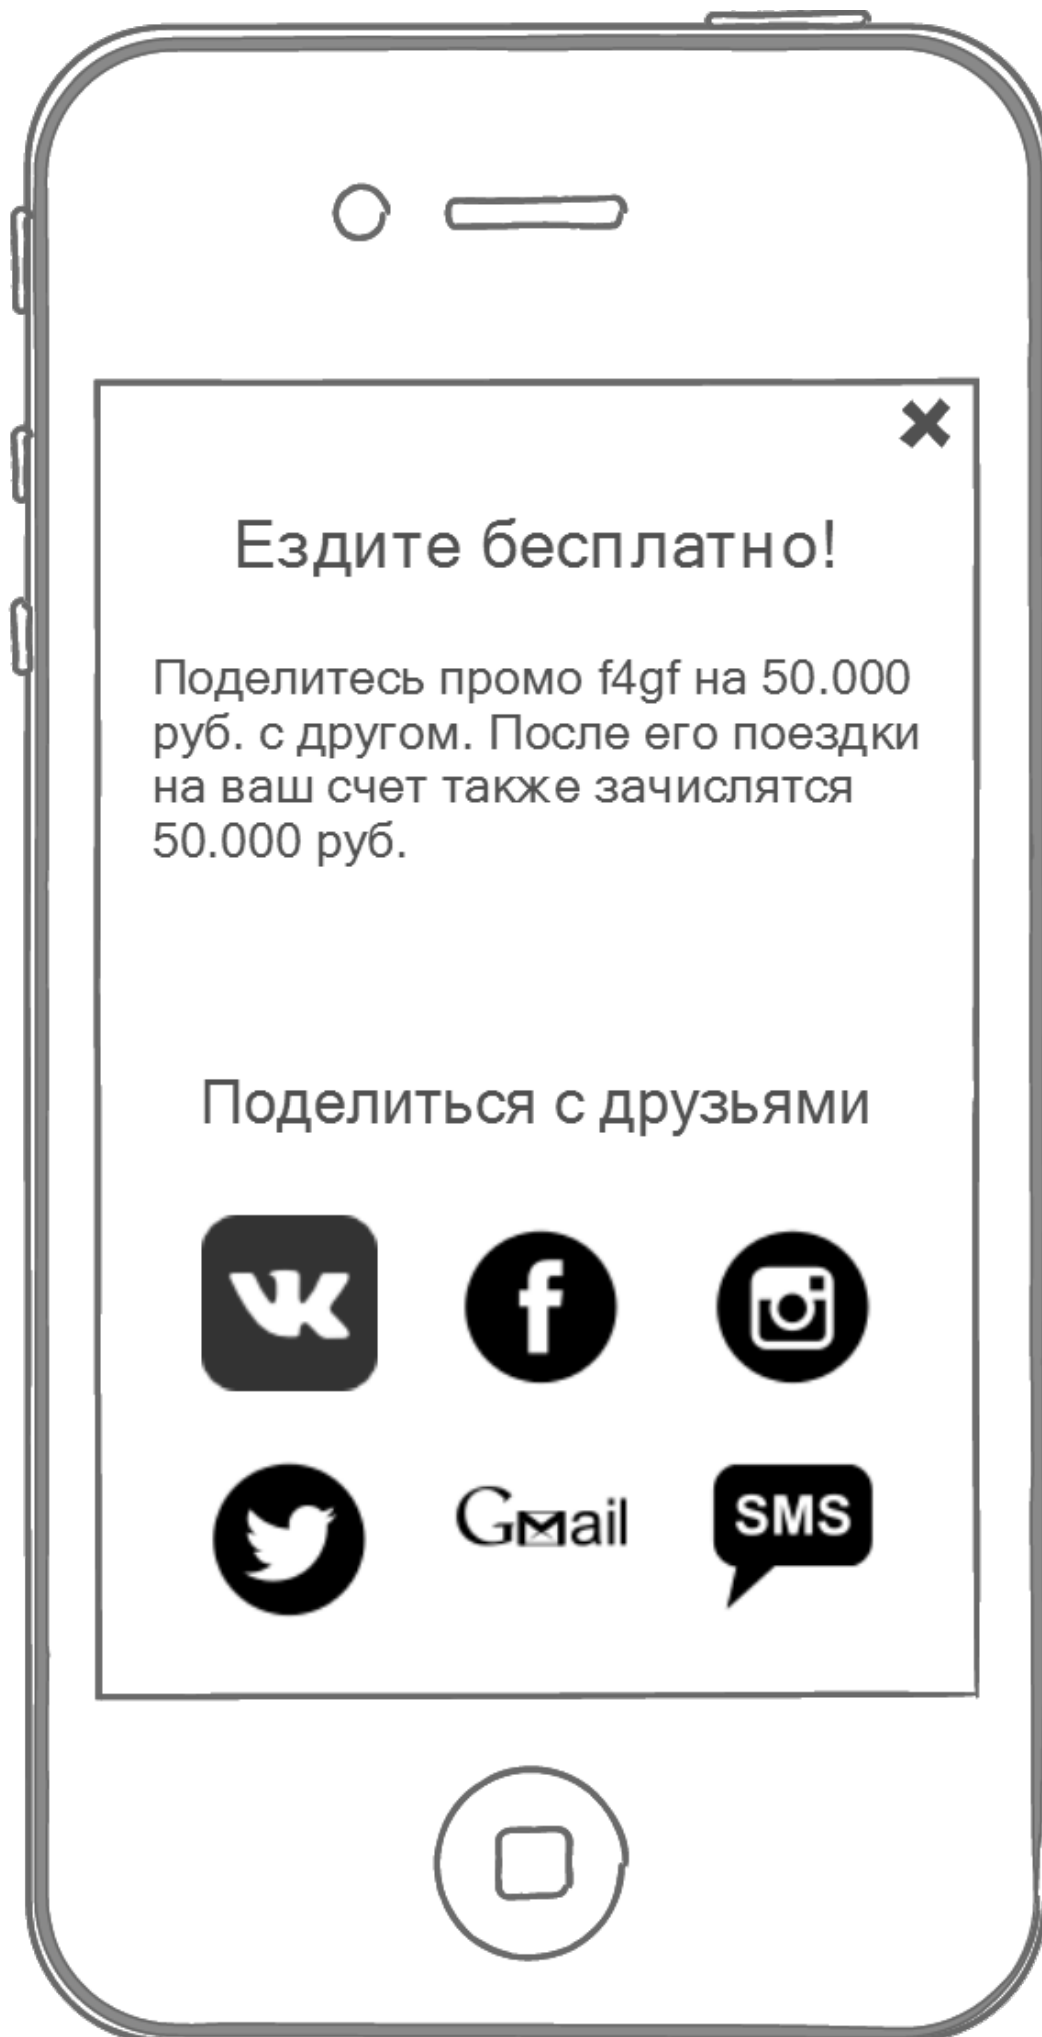 Ездите бесплатно!
Поделитесь промо f4gf на 50.000
руб. с другом. После его поездки
на ваш счет также зачислятся
50.000 руб.
Поделиться с друзьями
VK f
Gmail SMS